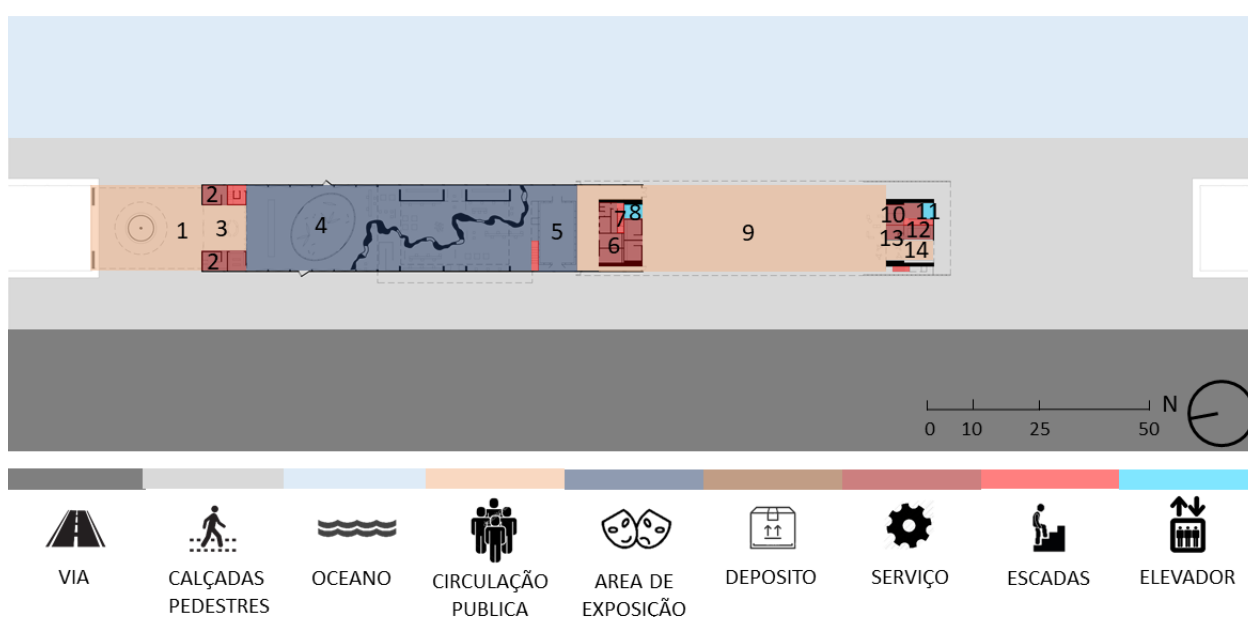 2
1
3
4
5
7
8
6
9
10
11
12
13
14
2
N
0 10 25 50
VIA
CALÇADAS
PEDESTRES
OCEANO
CIRCULAÇÃO
PUBLICA
AREA DE
EXPOSIÇÃO
DEPOSITO
SERVIÇO
ESCADAS
ELEVADOR